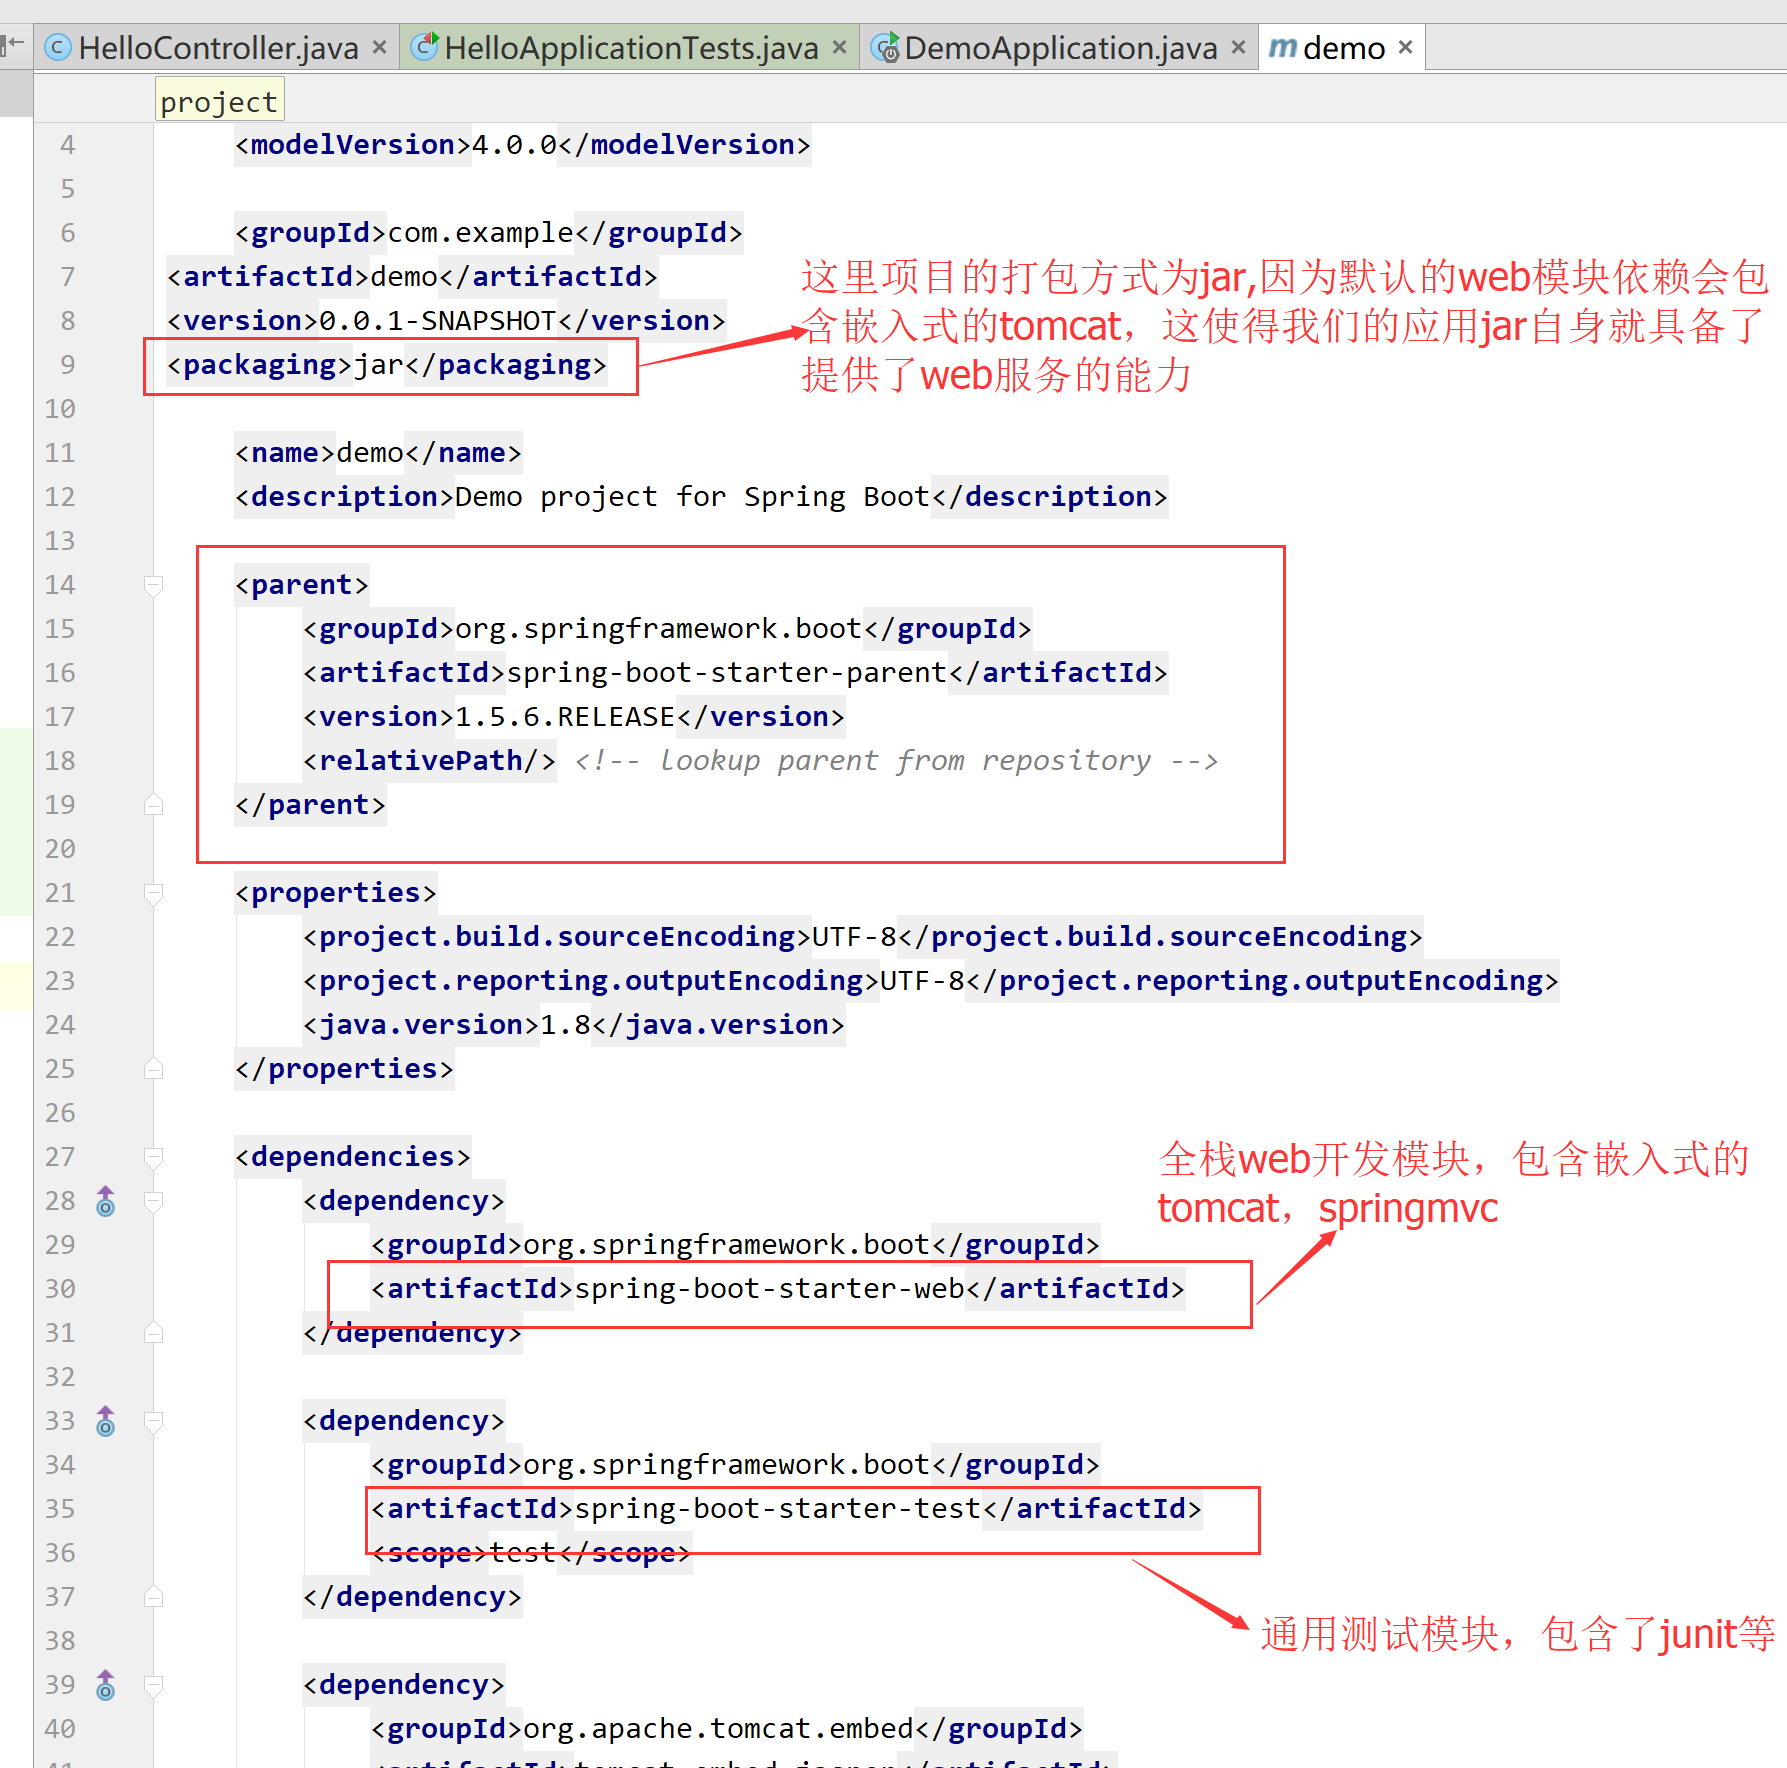 HelloController.java × HelloApplicationTests.java × DemoApplication.java × m demo ×
project
4 <modelVersion>4.0.0</modelVersion>
5
6 <groupId>com.example</groupId>
7 <artifactId>demo</artifactId>
8 <version>0.0.1-SNAPSHOT</version>
9 <packaging>jar</packaging>
这里项目的打包方式为jar,因为默认的web模块依赖会包
含嵌入式的tomcat，这使得我们的应用jar自身就具备了
提供了web服务的能力
10
11 <name>demo</name>
12 <description>Demo project for Spring Boot</description>
13
14 <parent>
15 <groupId>org.springframework.boot</groupId>
16 <artifactId>spring-boot-starter-parent</artifactId>
17 <version>1.5.6.RELEASE</version>
18 <relativePath/> <!-- lookup parent from repository -->
19 </parent>
20
21 <properties>
22 <project.build.sourceEncoding>UTF-8</project.build.sourceEncoding>
23 <project.reporting.outputEncoding>UTF-8</project.reporting.outputEncoding>
24 <java.version>1.8</java.version>
25 </properties>
26
27 <dependencies>
全栈web开发模块，包含嵌入式的
tomcat，springmvc
28 <dependency>
29 <groupId>org.springframework.boot</groupId>
30 <artifactId>spring-boot-starter-web</artifactId>
31 </dependency>
32
33 <dependency>
34 <groupId>org.springframework.boot</groupId>
35 <artifactId>spring-boot-starter-test</artifactId>
36 <scope>test</scope>
37 </dependency>
38
通用测试模块，包含了junit等
39 <dependency>
40 <groupId>org.apache.tomcat.embed</groupId>
41 <artifactId>tomcat-embed-jasper</artifactId>